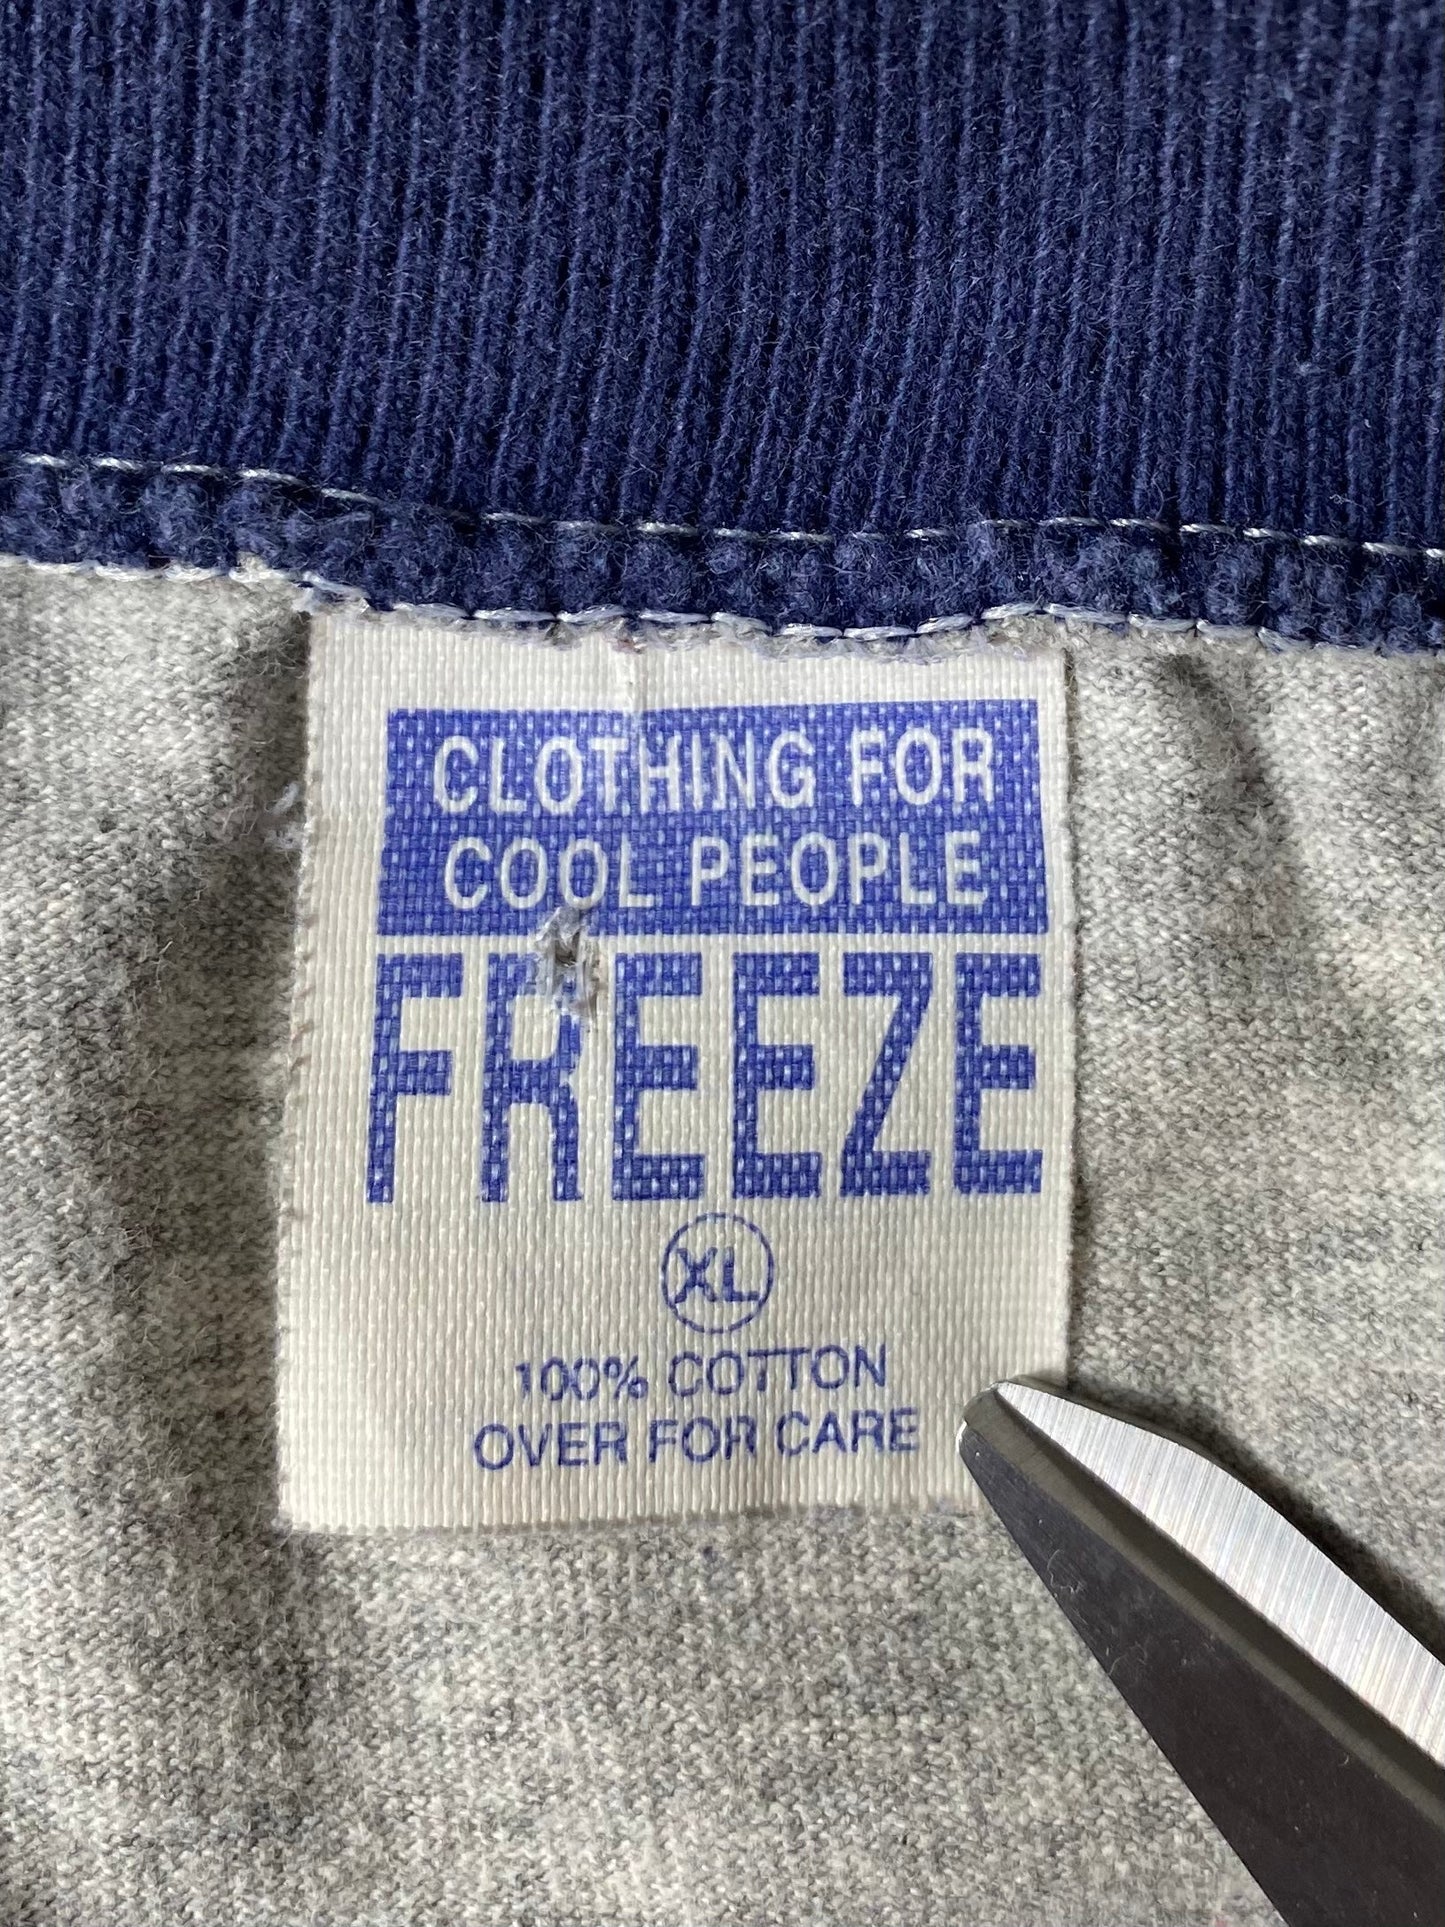 CLOTHING FOR
COOL PEOPLE
FREEZE
XL
100% COTTON
OVER FOR CARE